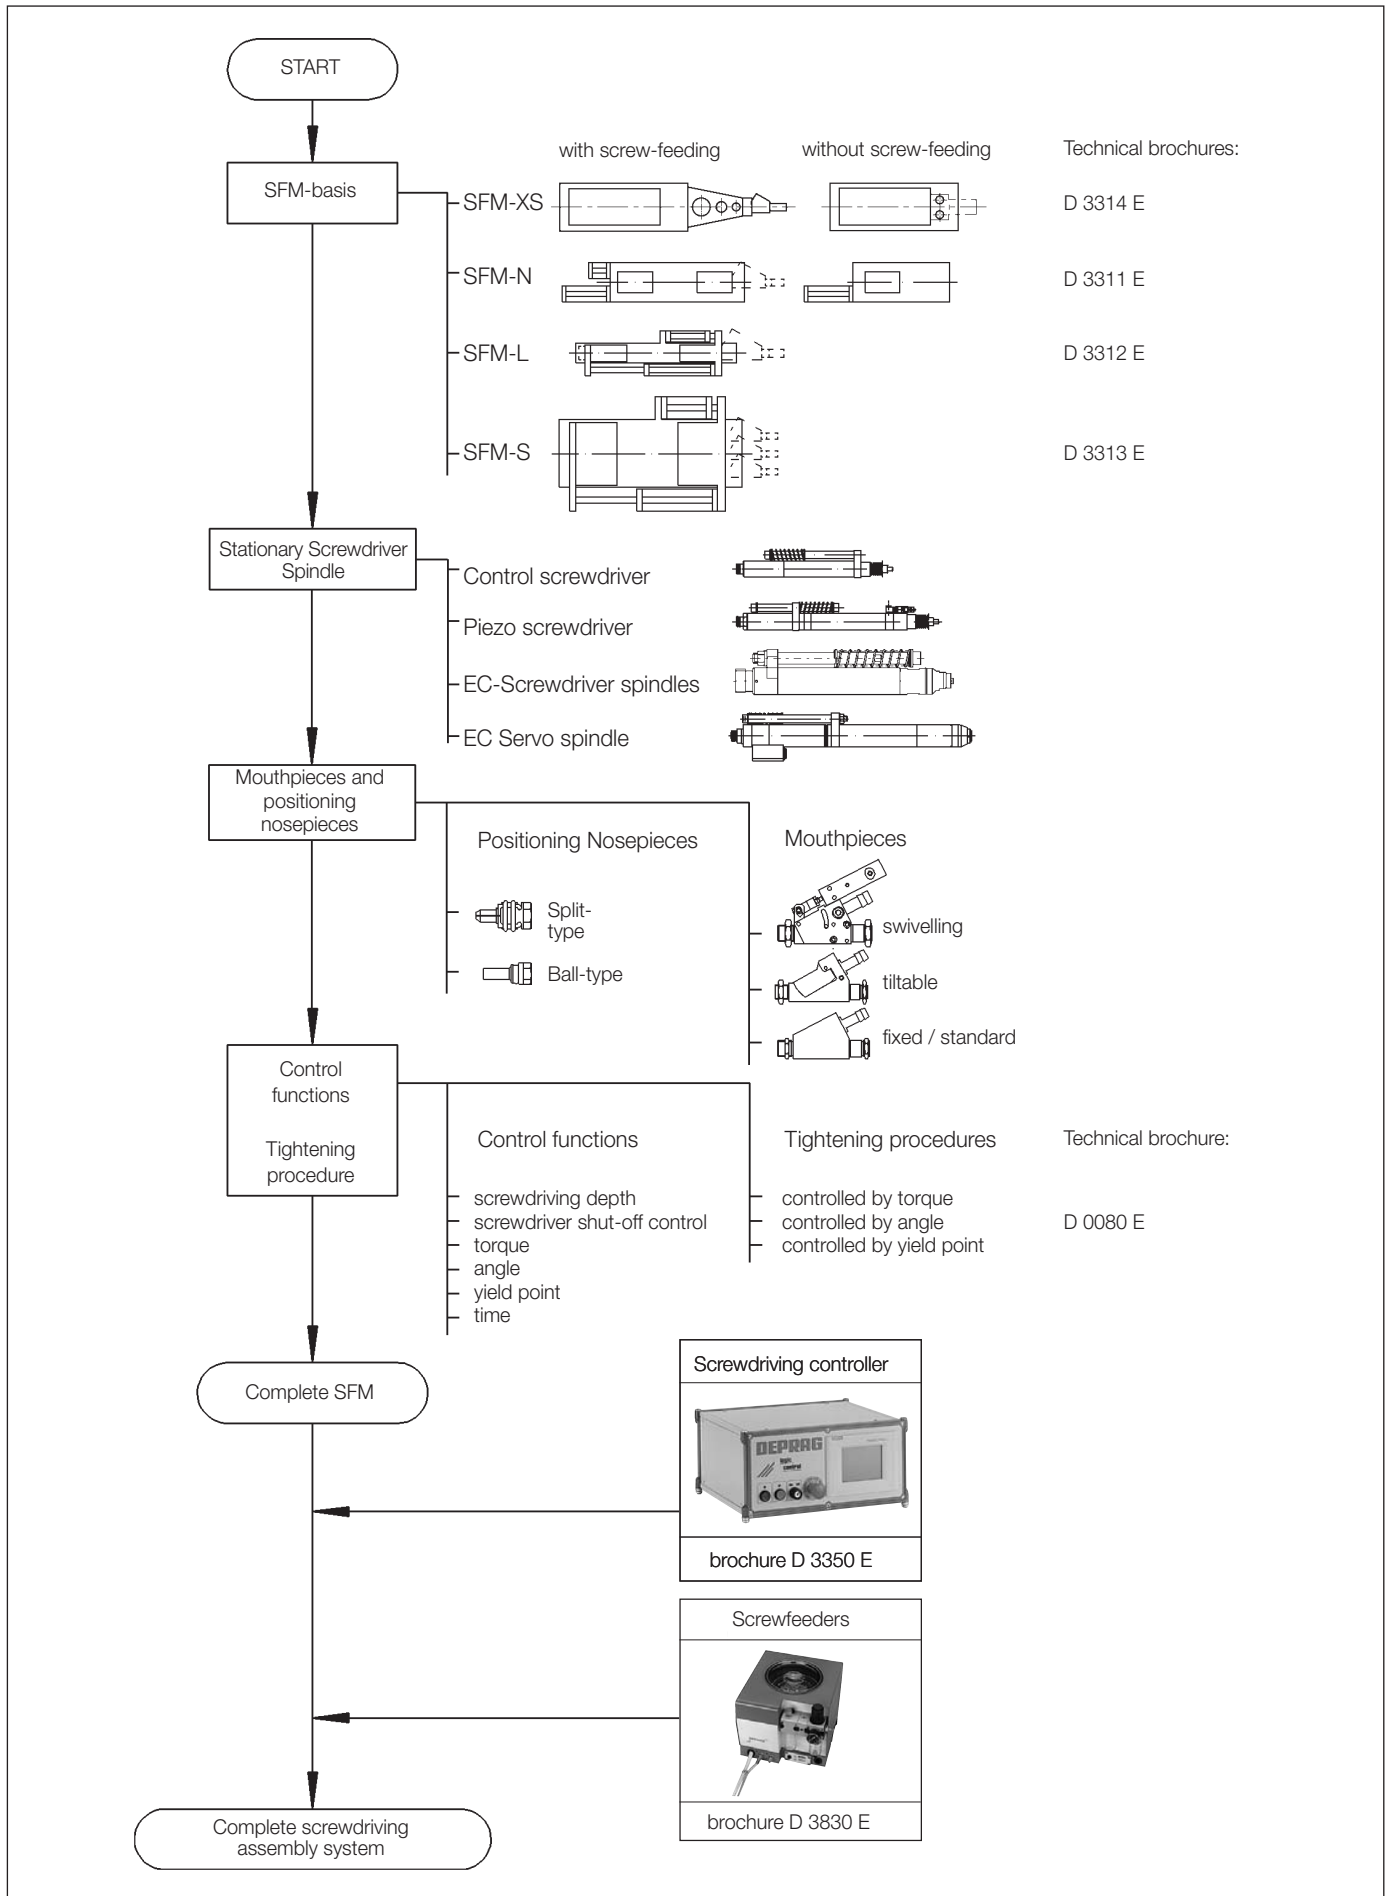 START
with screw-feeding
without screw-feeding
Technical brochures:
SFM-basis
SFM-XS
D 3314 E
SFM-N
D 3311 E
SFM-L
D 3312 E
SFM-S
D 3313 E
Stationary Screwdriver
Spindle
Control screwdriver
Piezo screwdriver
EC-Screwdriver spindles
EC Servo spindle
Mouthpieces and
positioning
nosepieces
Positioning Nosepieces
Split-
type
Ball-type
Mouthpieces
swivelling
tiltable
fixed / standard
Control
functions
Tightening
procedure
Control functions
screwdriving depth
screwdriver shut-off control
torque
angle
yield point
time
Tightening procedures
controlled by torque
controlled by angle
controlled by yield point
Technical brochure:
D 0080 E
Complete SFM
Screwdriving controller
DEPRAG
logic
control
brochure D 3350 E
Screwfeeders
brochure D 3830 E
Complete screwdriving
assembly system